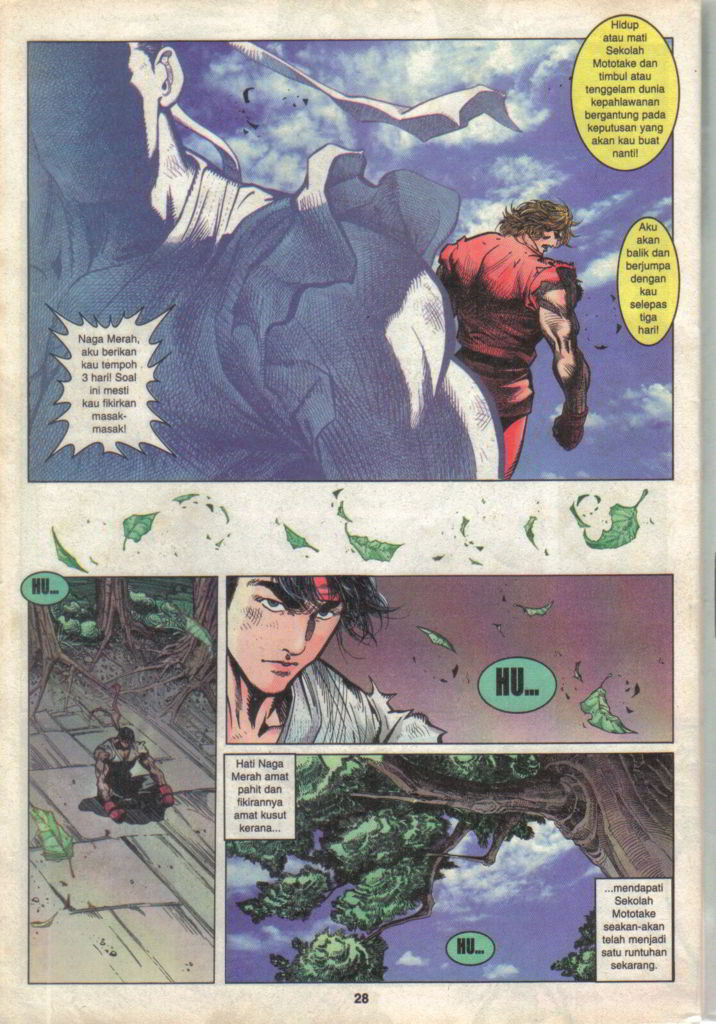 Hidup
atau mati
Sekolah
Mototake dan
timbul atau
tenggelam dunia
kepahlawanan
bergantung pada
keputusan yang
akan kau buat
nanti!
Aku
akan
balik dan
berjumpa
dengan
kau
selepas
tiga
hari!
Naga Merah,
aku berikan
kau tempoh
3 hari! Soal
ini mesti
kau fikirkan
masak-
masak!
HU...
HU...
Hati Naga
Merah amat
pahit dan
fikirannya
amat kusut
kerana...
...mendapati
Sekolah
Mototake
seakan-akan
telah menjadi
satu runtuhan
sekarang.
HU...
28